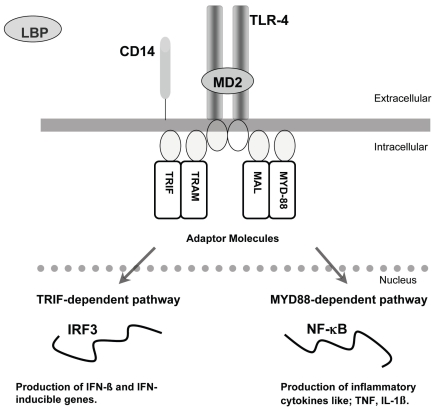 LBP
TLR-4
CD14
MD2
Extracellular
Intracellular
TRIF
TRAM
MAL
MYD-88
Adaptor Molecules
Nucleus
TRIF-dependent pathway
MYD88-dependent pathway
IRF3
NF-κB
Production of IFN-ß and IFN-
inducible genes.
Production of inflammatory
cytokines like; TNF, IL-1ß.